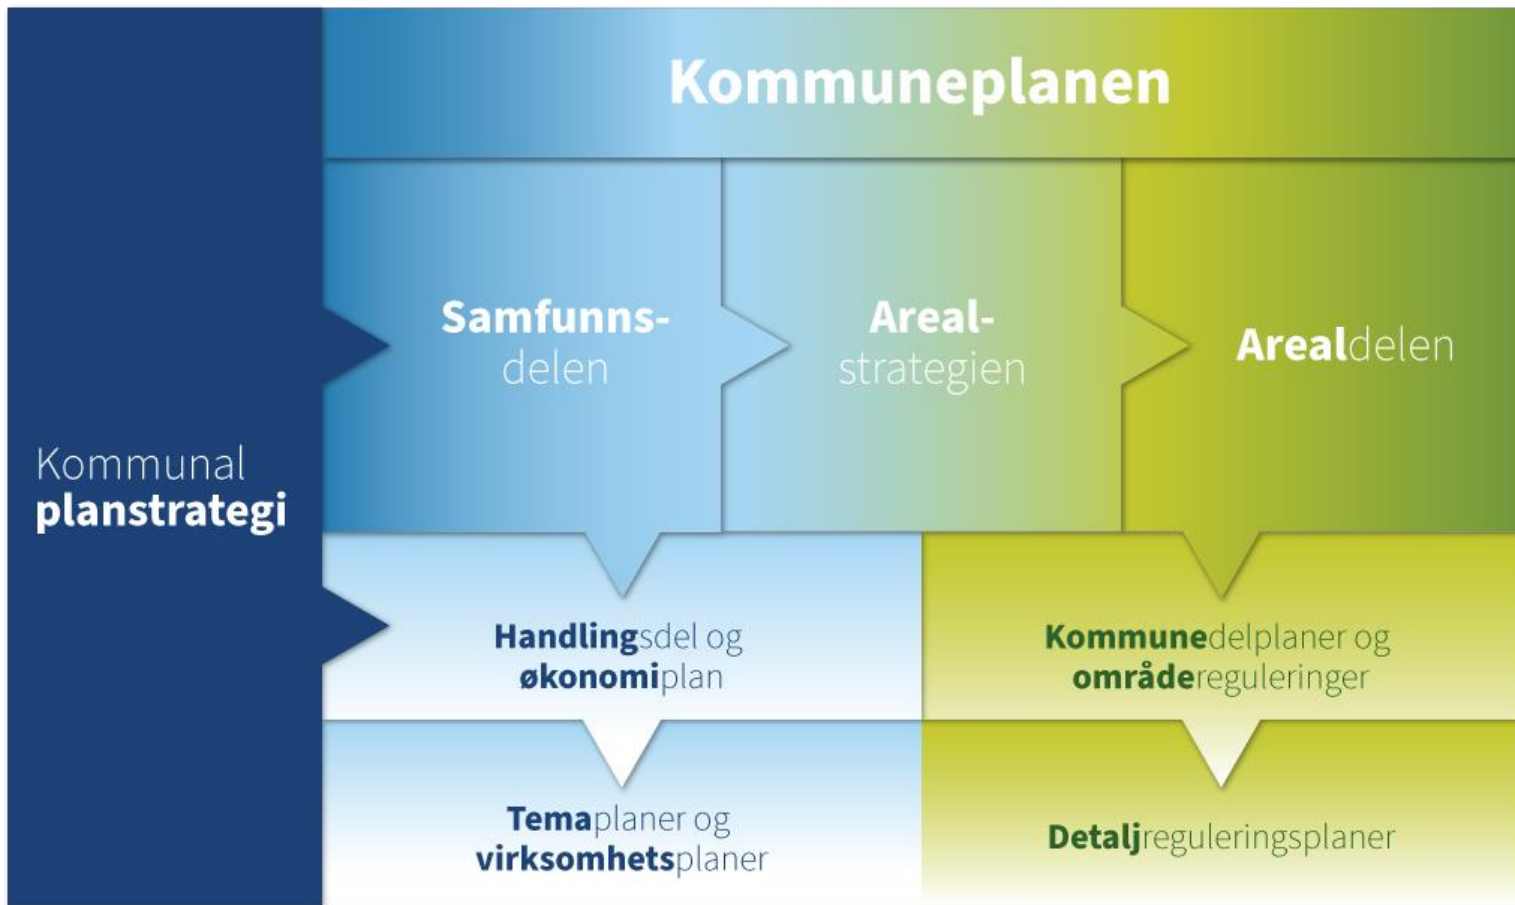 Kommuneplanen
Samfunns-
delen
Areal-
strategien
Arealdelen
Kommunal
planstrategi
Handlingsdel og
økonomiplan
Kommunedelplaner og
områdereguleringer
Temaplaner og
virksomhetsplaner
Detaljreguleringsplaner